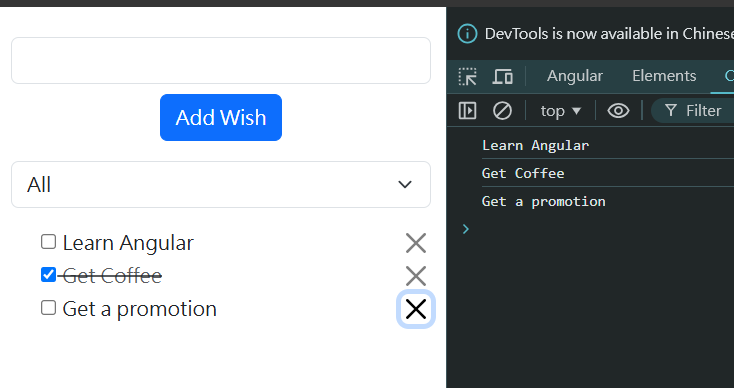 Add Wish
All
Learn Angular
Get Coffee
Get a promotion
DevTools is now available in Chinese
Angular Elements
top Filter
Learn Angular
Get Coffee
Get a promotion